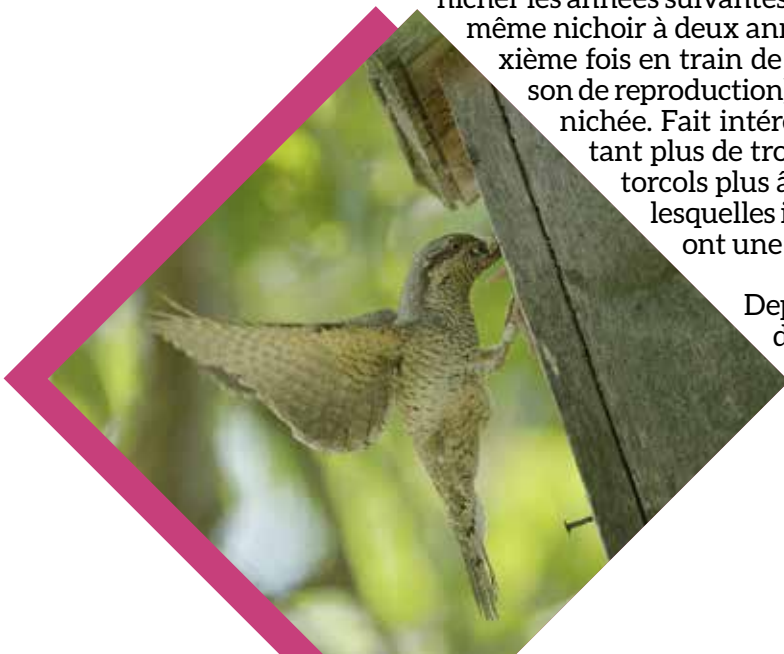 nicher les années suivantes
même nichoir à deux ann
xième fois en train de
son de reproduction
nichée. Fait intére
tant plus de tro
torcols plus â
lesquelles i
ont une
Dep
d